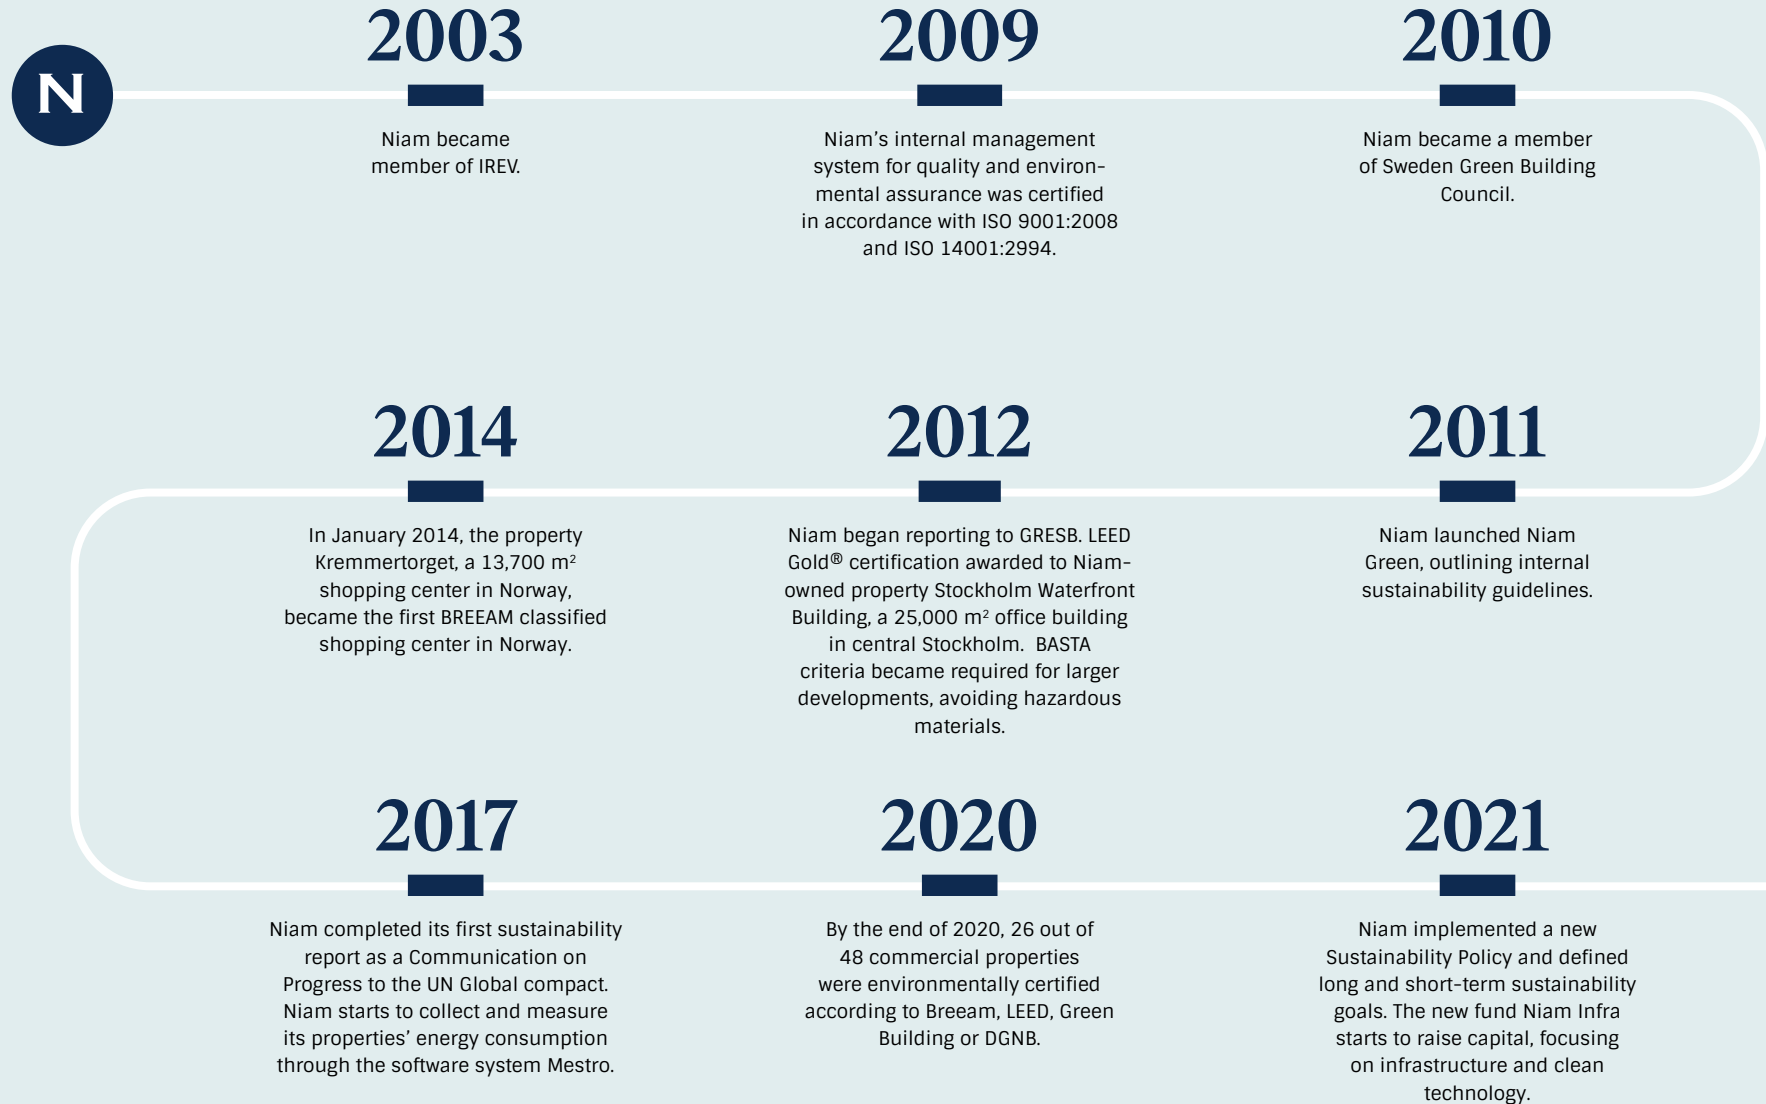 N
2003
Niam became
member of IREV.
2009
Niam’s internal management
system for quality and environ-
mental assurance was certified
in accordance with ISO 9001:2008
and ISO 14001:2994.
2010
Niam became a member
of Sweden Green Building
Council.
2011
Niam launched Niam
Green, outlining internal
sustainability guidelines.
2012
Niam began reporting to GRESB. LEED
Gold® certification awarded to Niam-
owned property Stockholm Waterfront
Building, a 25,000 m² office building
in central Stockholm.  BASTA
criteria became required for larger
developments, avoiding hazardous
materials.
2014
In January 2014, the property
Kremmertorget, a 13,700 m²
shopping center in Norway,
became the first BREEAM classified
shopping center in Norway.
2017
Niam completed its first sustainability
report as a Communication on
Progress to the UN Global compact.
Niam starts to collect and measure
its properties’ energy consumption
through the software system Mestro.
2020
By the end of 2020, 26 out of
48 commercial properties
were environmentally certified
according to Breeam, LEED, Green
Building or DGNB.
2021
Niam implemented a new
Sustainability Policy and defined
long and short-term sustainability
goals. The new fund Niam Infra
starts to raise capital, focusing
on infrastructure and clean
technology.